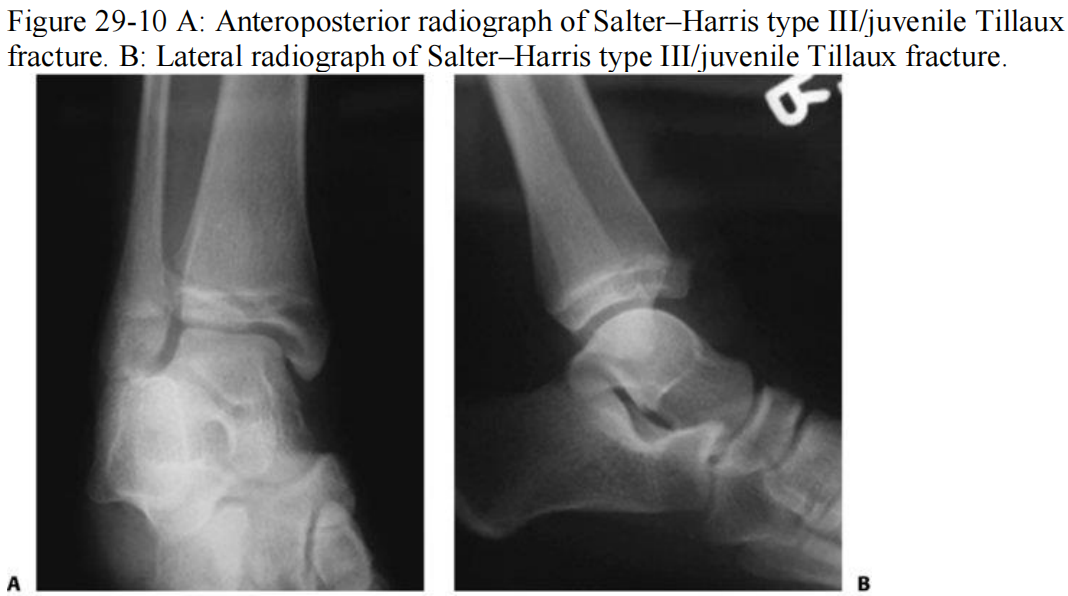 Figure 29-10 A: Anteroposterior radiograph of Salter–Harris type III/juvenile Tillaux
fracture. B: Lateral radiograph of Salter–Harris type III/juvenile Tillaux fracture.
R
A
B